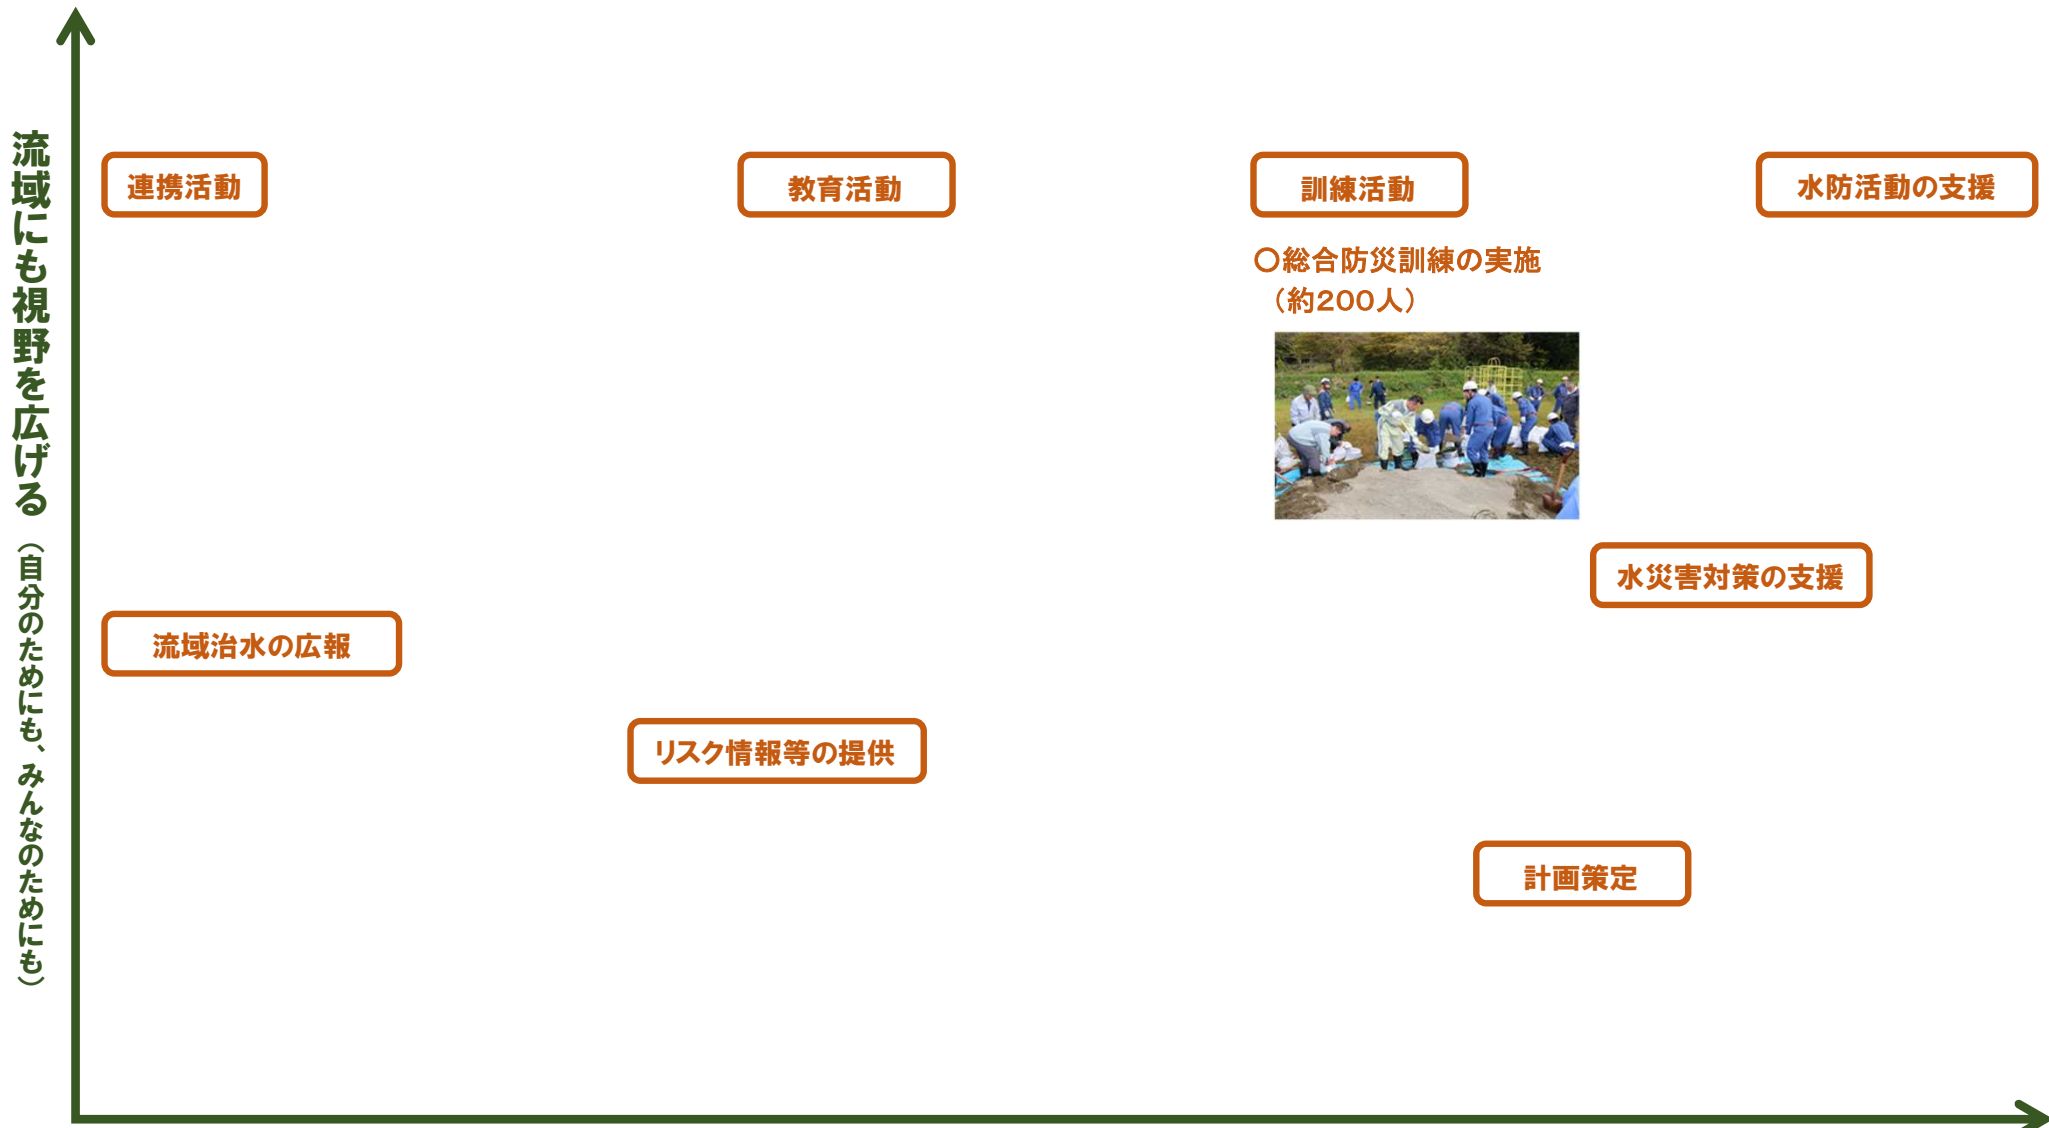 流域にも視野を広げる（自分のためにも、みんなのためにも）
連携活動
教育活動
訓練活動
水防活動の支援
〇総合防災訓練の実施
（約200人）
水災害対策の支援
流域治水の広報
リスク情報等の提供
計画策定